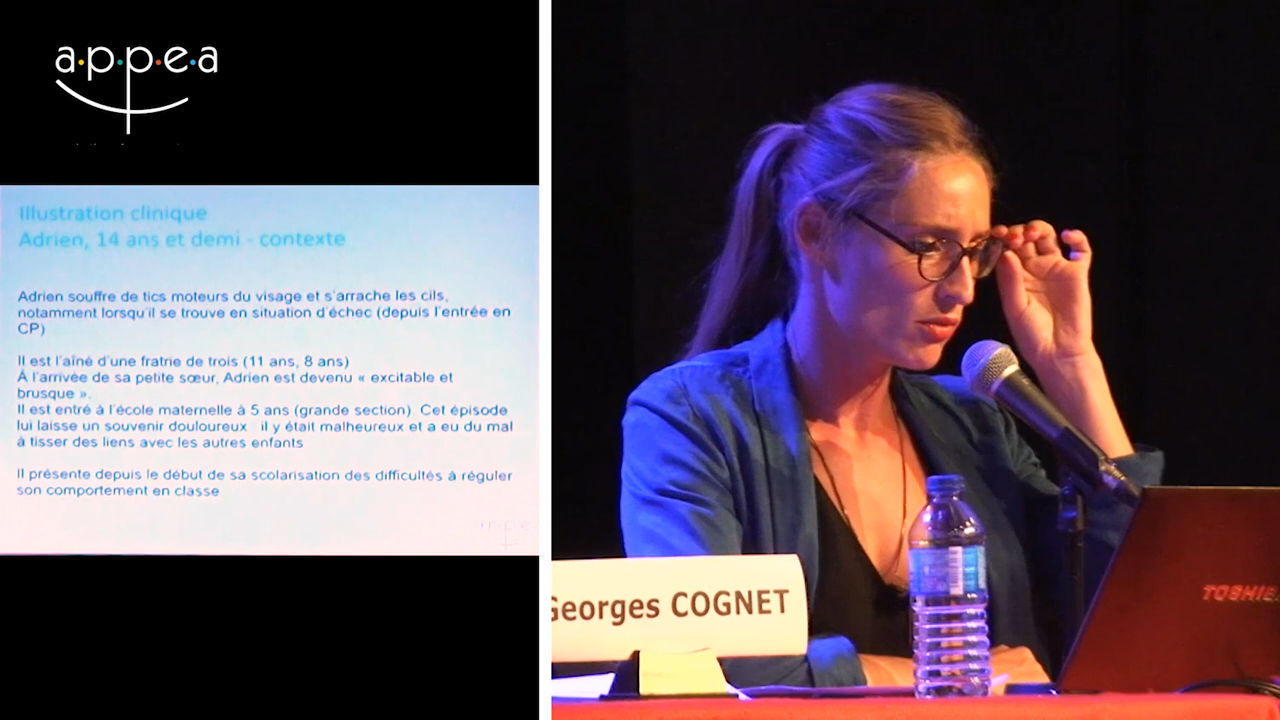 a·p·p·e·a
Illustration clinique
Adrien, 14 ans et demi - contexte
Adrien souffre de tics moteurs du visage et s'arrache les cils,
notamment lorsqu'il se trouve en situation d'échec (depuis l'entrée en
CP)
Il est l'aîné d'une fratrie de trois (11 ans, 8 ans)
À l'arrivée de sa petite sœur, Adrien est devenu « excitable et
brusque ».
Il est entré à l'école maternelle à 5 ans (grande section). Cet épisode
lui laisse un souvenir douloureux : il y était malheureux et a eu du mal
à tisser des liens avec les autres enfants
Il présente depuis le début de sa scolarisation des difficultés à réguler
son comportement en classe
Georges COGNET
TOSHIBA